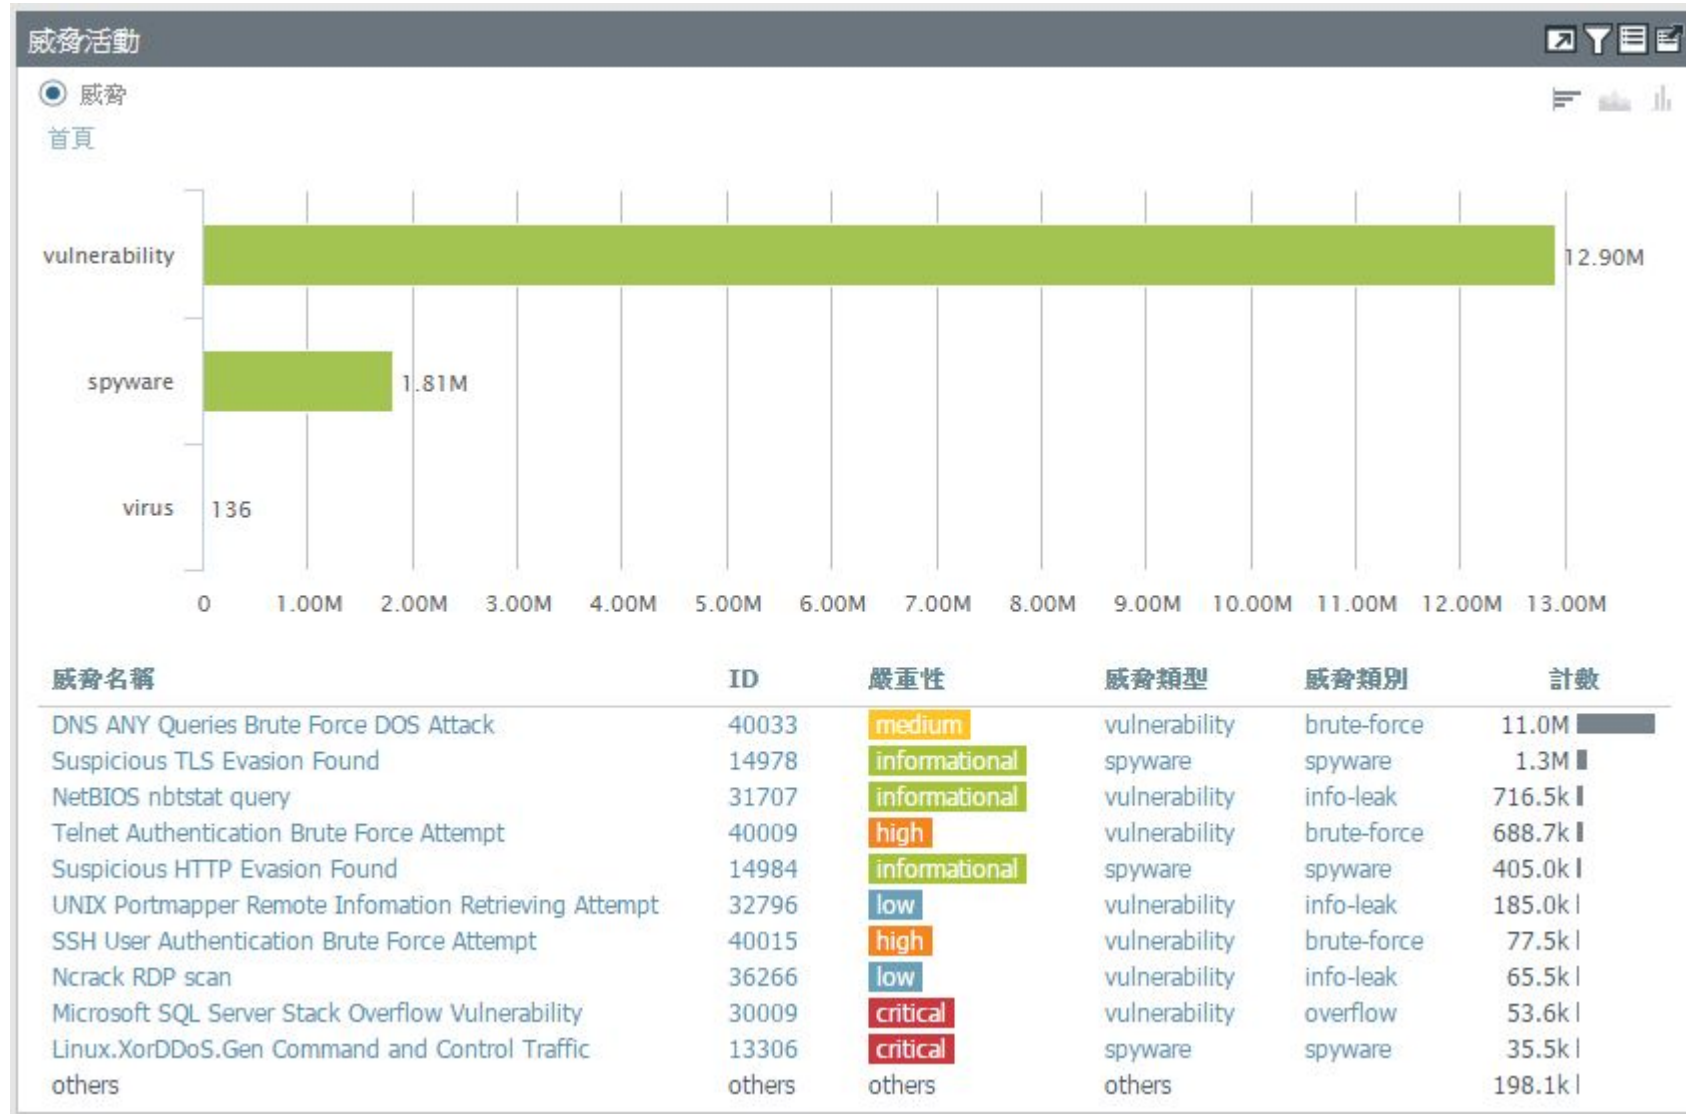 威脅活動
威脅
首頁
vulnerability 12.90M
spyware 1.81M
virus 136
0 1.00M 2.00M 3.00M 4.00M 5.00M 6.00M 7.00M 8.00M 9.00M 10.00M 11.00M 12.00M 13.00M
威脅名稱 ID 嚴重性 威脅類型 威脅類別 計數
DNS ANY Queries Brute Force DOS Attack 40033 medium vulnerability brute-force 11.0M
Suspicious TLS Evasion Found 14978 informational spyware spyware 1.3M
NetBIOS nbtstat query 31707 informational vulnerability info-leak 716.5k
Telnet Authentication Brute Force Attempt 40009 high vulnerability brute-force 688.7k
Suspicious HTTP Evasion Found 14984 informational spyware spyware 405.0k
UNIX Portmapper Remote Infomation Retrieving Attempt 32796 low vulnerability info-leak 185.0k
SSH User Authentication Brute Force Attempt 40015 high vulnerability brute-force 77.5k
Ncrack RDP scan 36266 low vulnerability info-leak 65.5k
Microsoft SQL Server Stack Overflow Vulnerability 30009 critical vulnerability overflow 53.6k
Linux.XorDDoS.Gen Command and Control Traffic 13306 critical spyware spyware 35.5k
others others others others 198.1k